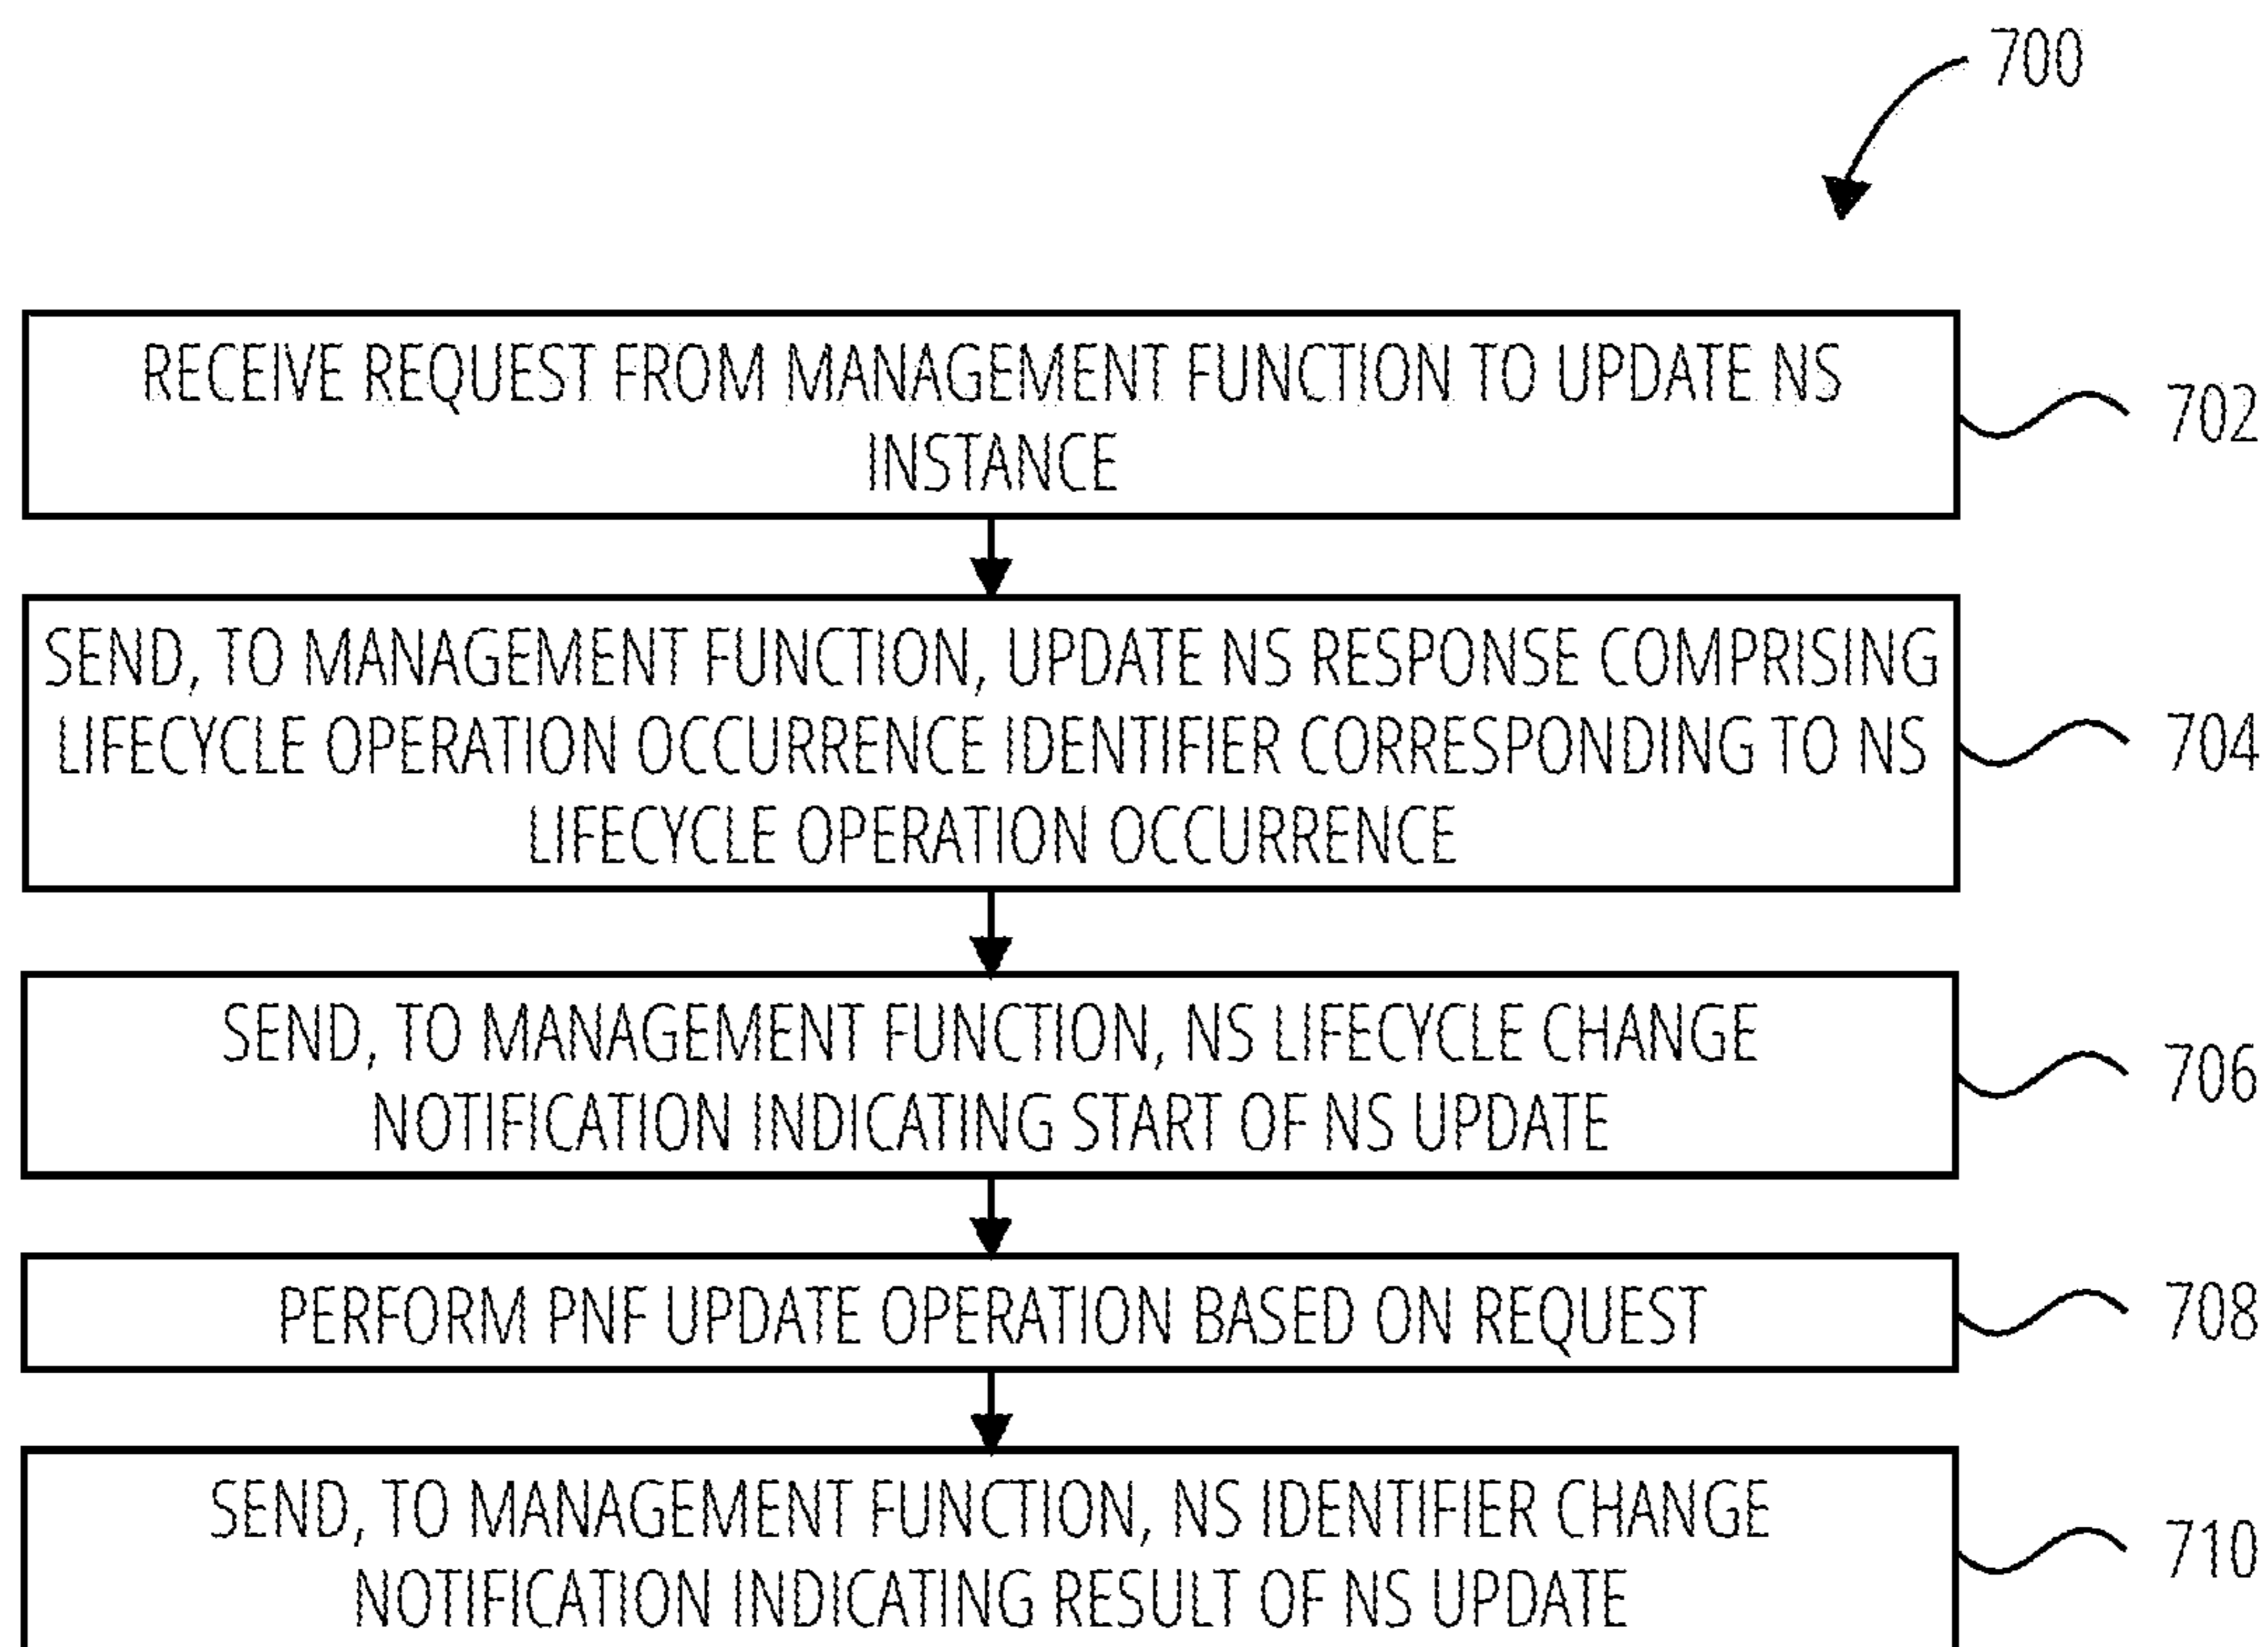 700
RECEIVE REQUEST FROM MANAGEMENT FUNCTION TO UPDATE NS
INSTANCE
702
SEND, TO MANAGEMENT FUNCTION, UPDATE NS RESPONSE COMPRISING
LIFECYCLE OPERATION OCCURRENCE IDENTIFIER CORRESPONDING TO NS
LIFECYCLE OPERATION OCCURRENCE
704
SEND, TO MANAGEMENT FUNCTION, NS LIFECYCLE CHANGE
NOTIFICATION INDICATING START OF NS UPDATE
706
PERFORM PNF UPDATE OPERATION BASED ON REQUEST
708
SEND, TO MANAGEMENT FUNCTION, NS IDENTIFIER CHANGE
NOTIFICATION INDICATING RESULT OF NS UPDATE
710